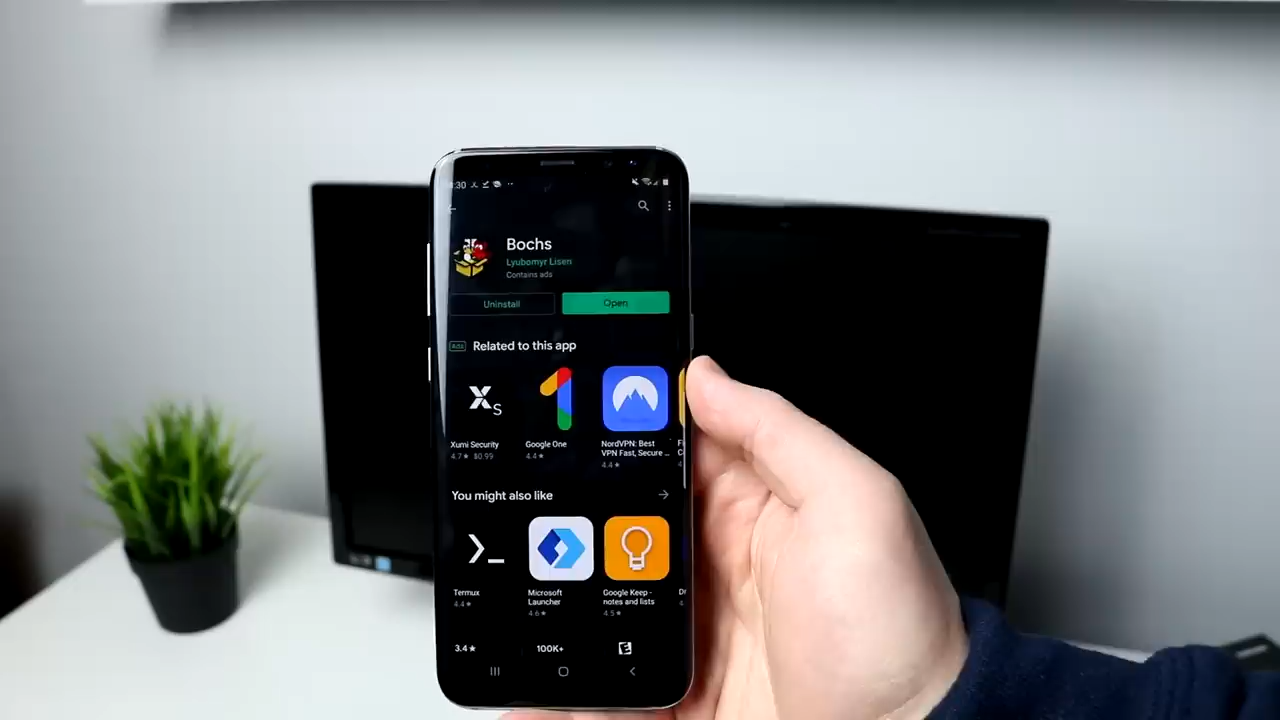 :30
Bochs
Lyubomyr Lisen
Contains ads
Uninstall
Open
Ads
Related to this app
Xs
Xumi Security
4.7★ $0.99
Google One
4.4★
NordVPN: Best
VPN Fast, Secure ...
4.4★
You might also like
Termux
4.4★
Microsoft
Launcher
4.6★
Google Keep -
notes and lists
4.5★
3.4★
100K+
E